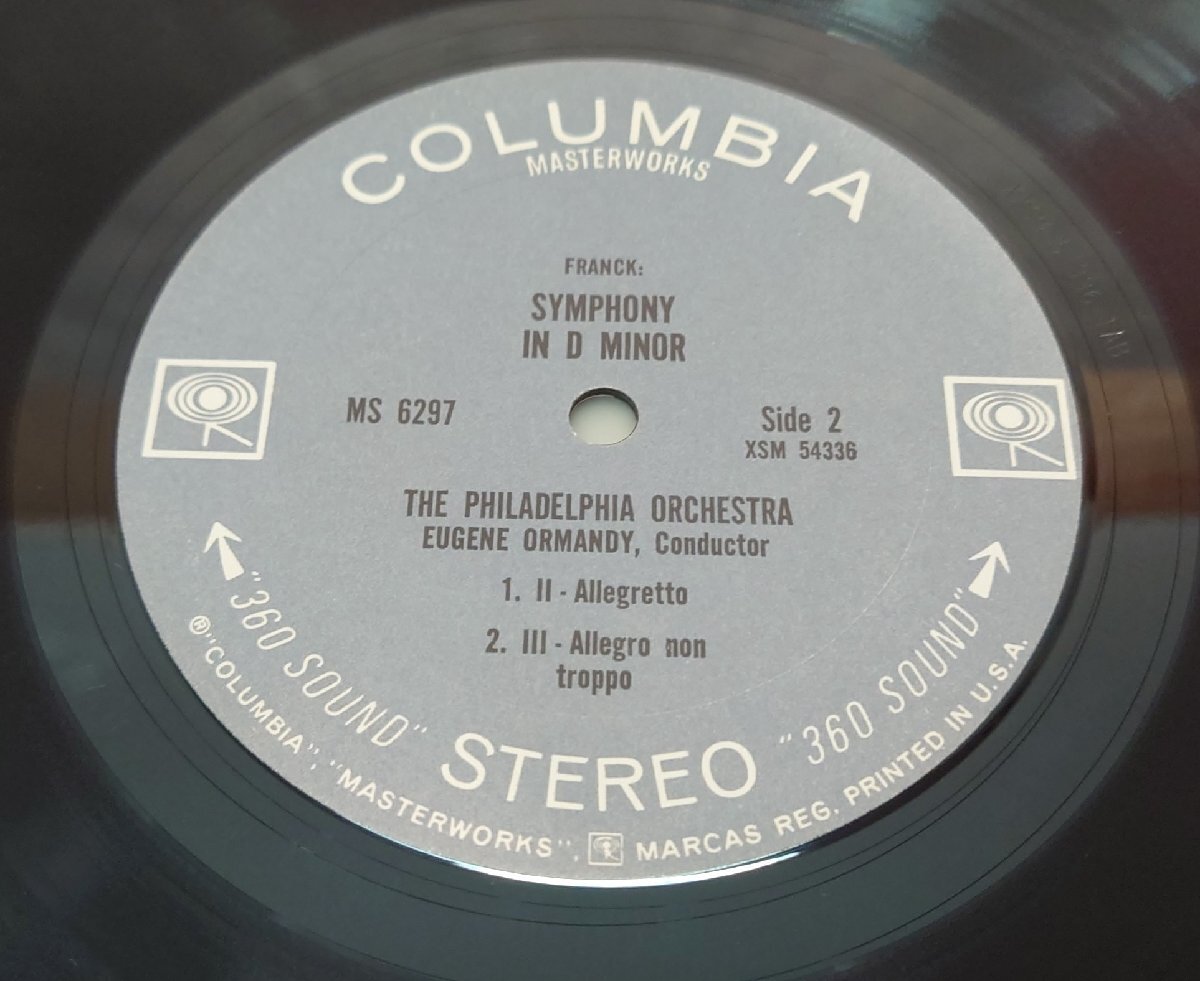 COLUMBIA
MASTERWORKS
FRANCK:
SYMPHONY
IN D MINOR
MS 6297
Side 2
XSM 54336
THE PHILADELPHIA ORCHESTRA
EUGENE ORMANDY, Conductor
1. II - Allegretto
2. III - Allegro non
troppo
"360 SOUND" STEREO "360 SOUND"
®"COLUMBIA", "MASTERWORKS", MARCAS REG. PRINTED IN U.S.A.